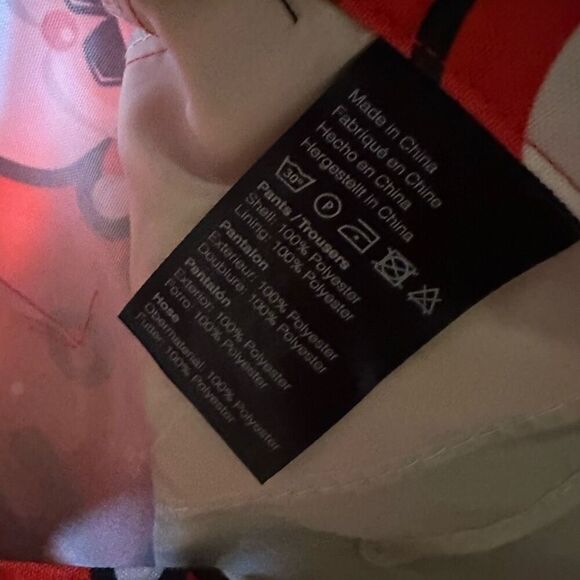 Made in China
Fabriqué en Chine
Hecho en China
Hergestellt in China
30°
P
Pants / Trousers
Shell: 100% Polyester
Lining: 100% Polyester
Pantalon
Extérieur: 100% Polyester
Doublure: 100% Polyester
Pantalón
Exterior: 100% Polyester
Forro: 100% Polyester
Hose
Obermaterial: 100% Polyester
Futter: 100% Polyester